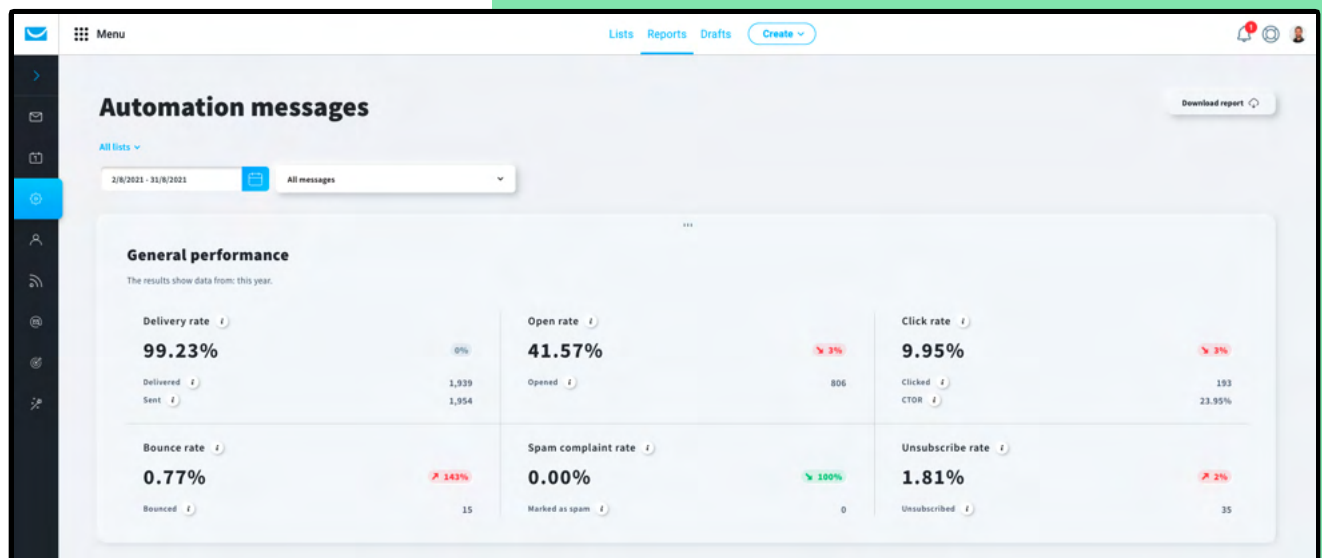 Menu
Lists Reports Drafts Create
1
Automation messages
Download report
All lists
2/8/2021 - 31/8/2021
All messages
General performance
The results show data from: this year.
Delivery rate i
99.23% 0%
Delivered i 1,939
Sent i 1,954
Open rate i
41.57% 3%
Opened i 806
Click rate i
9.95% 3%
Clicked i 193
CTOR i 23.95%
Bounce rate i
0.77% 143%
Bounced i 15
Spam complaint rate i
0.00% 100%
Marked as spam i 0
Unsubscribe rate i
1.81% 2%
Unsubscribed i 35